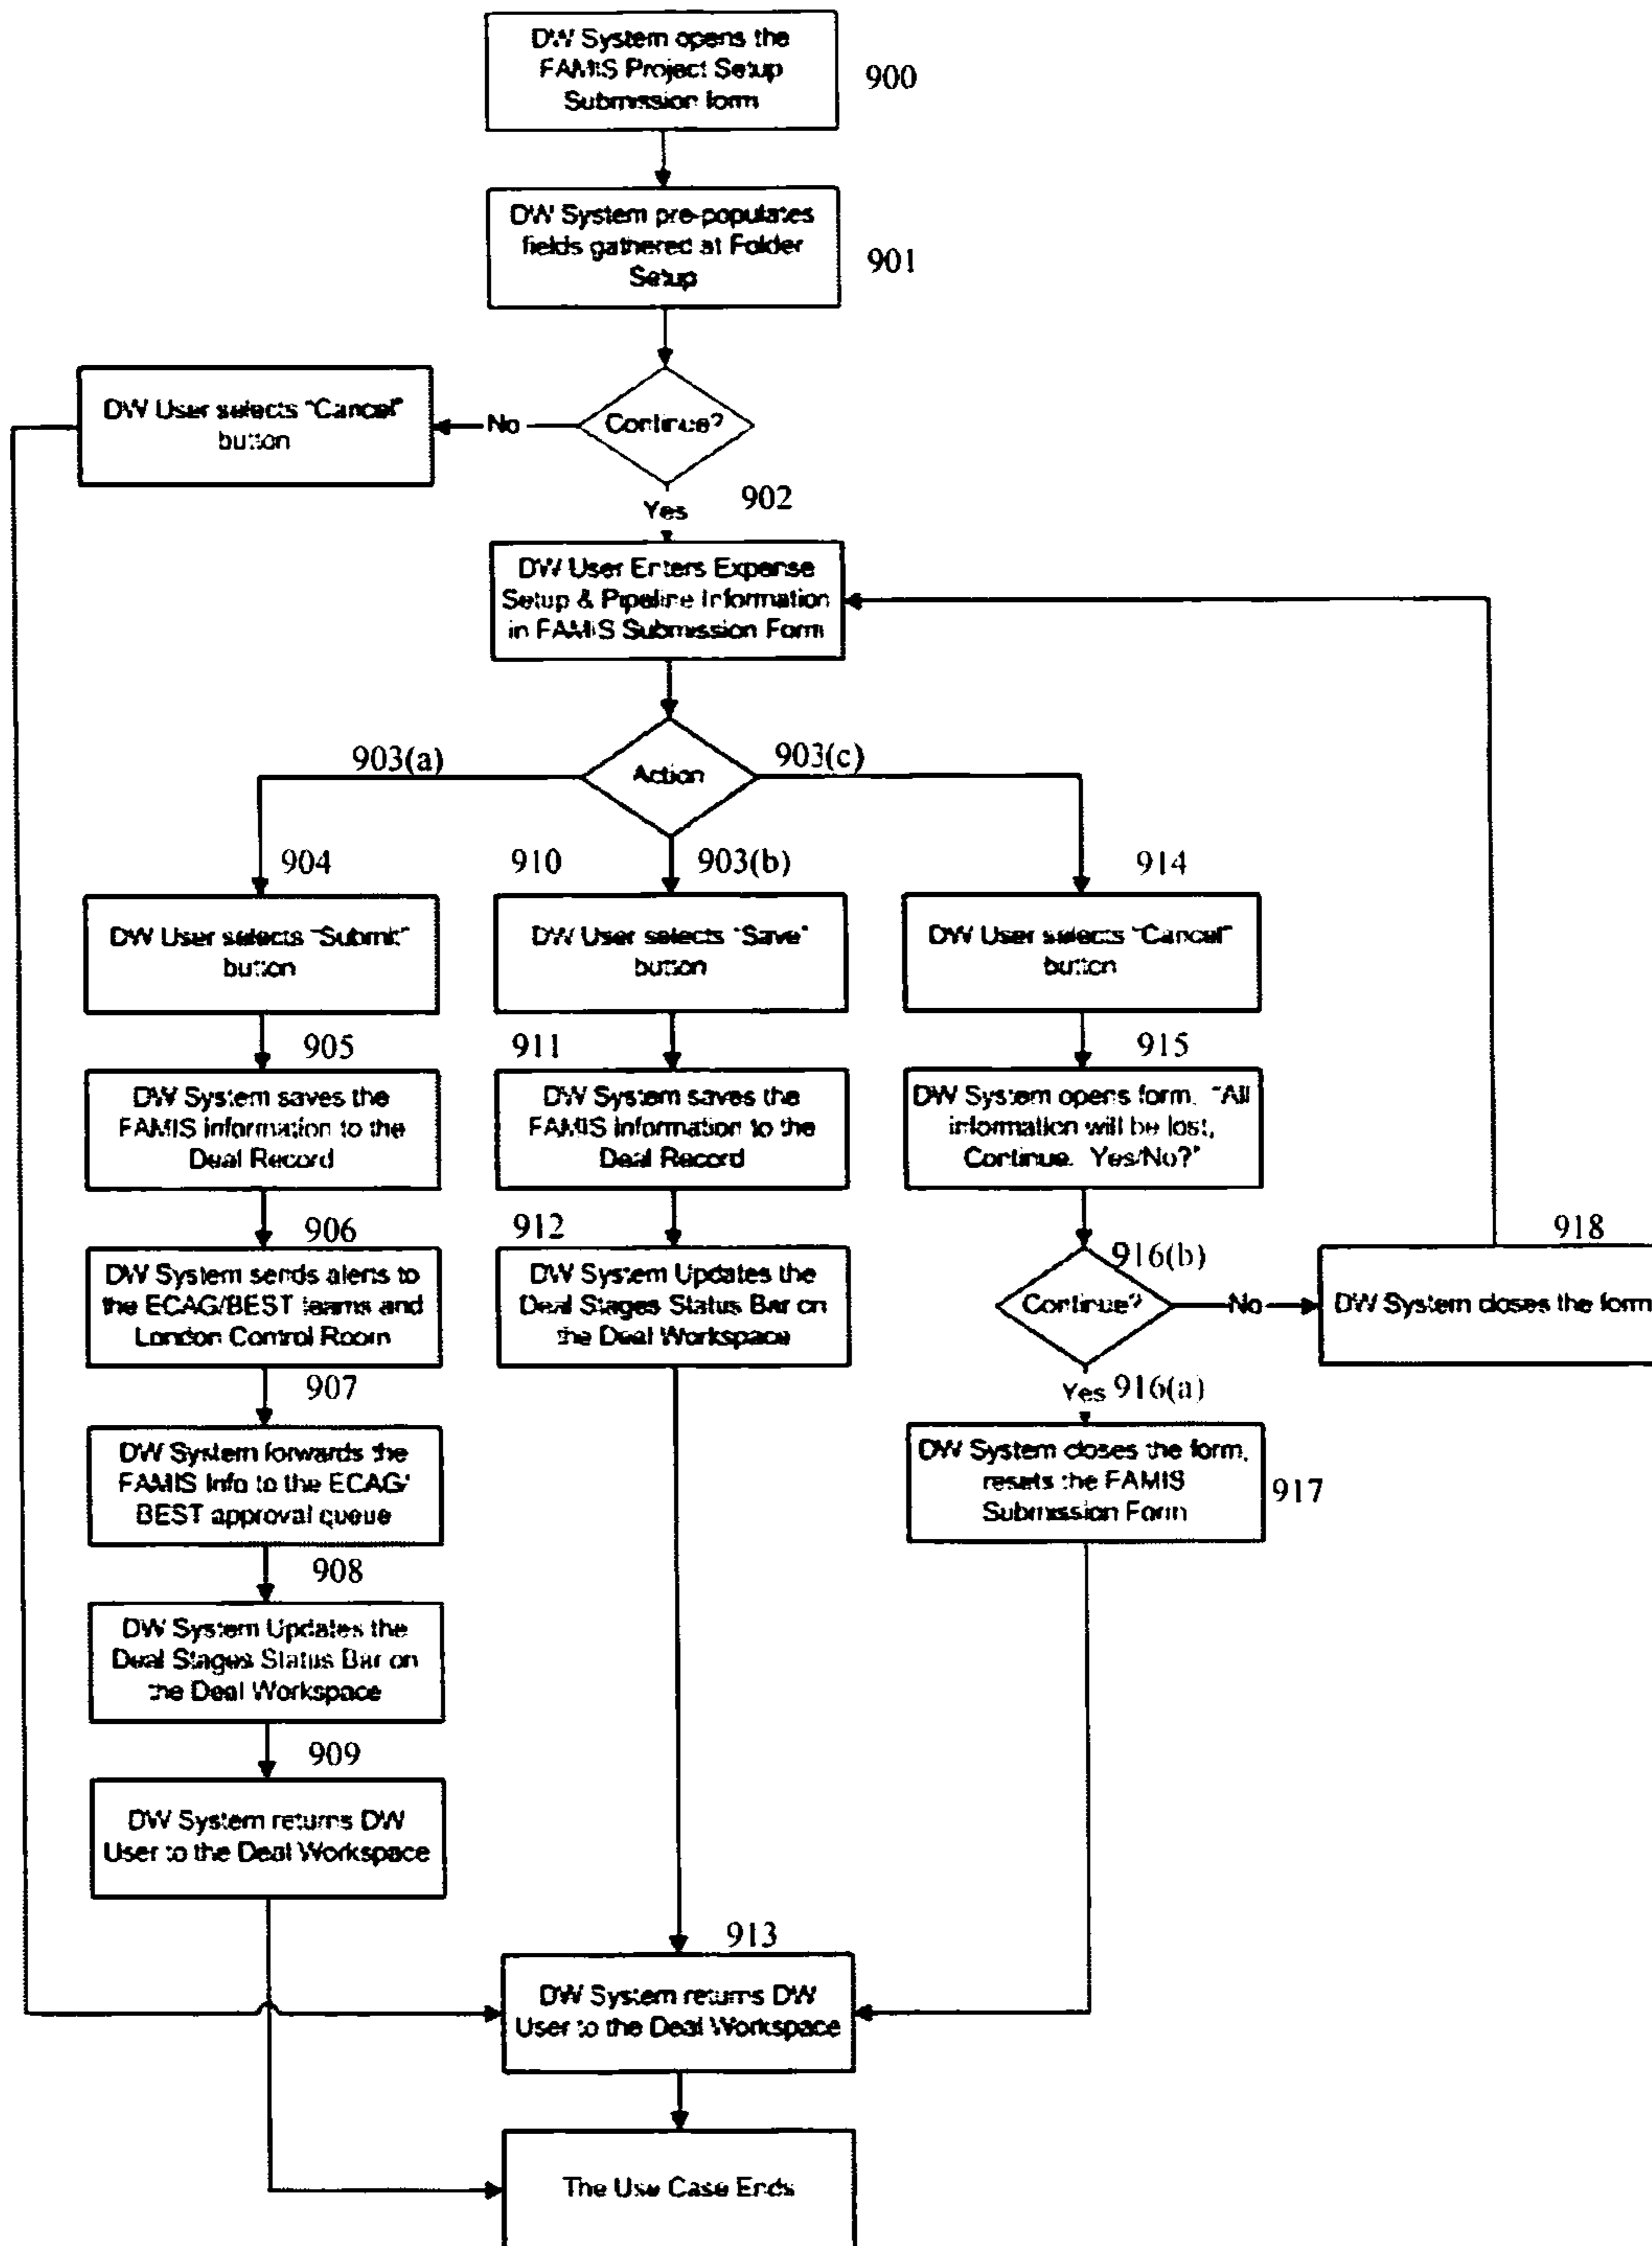 DW System opens the
FAMIS Project Setup
Submission form
900
DW System pre-populates
fields gathered at Folder
Setup
901
DW User selects "Cancel"
button
No
Continue?
902
Yes
DW User Enters Expense
Setup & Pipeline Information
in FAMIS Submission Form
903(a)
Action
903(c)
904
910
903(b)
914
DW User selects "Submit"
button
DW User selects "Save"
button
DW User selects "Cancel"
button
905
911
915
DW System saves the
FAMIS information to the
Deal Record
DW System saves the
FAMIS Information to the
Deal Record
DW System opens form. "All
information will be lost,
Continue. Yes/No?"
906
912
916(b)
918
DW System sends alerts to
the ECAG/BEST teams and
London Control Room
DW System Updates the
Deal Stages Status Bar on
the Deal Workspace
Continue?
No
DW System closes the form
907
Yes 916(a)
DW System forwards the
FAMIS Info to the ECAG/
BEST approval queue
DW System closes the form,
resets the FAMIS
Submission Form
917
908
DW System Updates the
Deal Stages Status Bar on
the Deal Workspace
909
DW System returns DW
User to the Deal Workspace
913
DW System returns DW
User to the Deal Workspace
The Use Case Ends